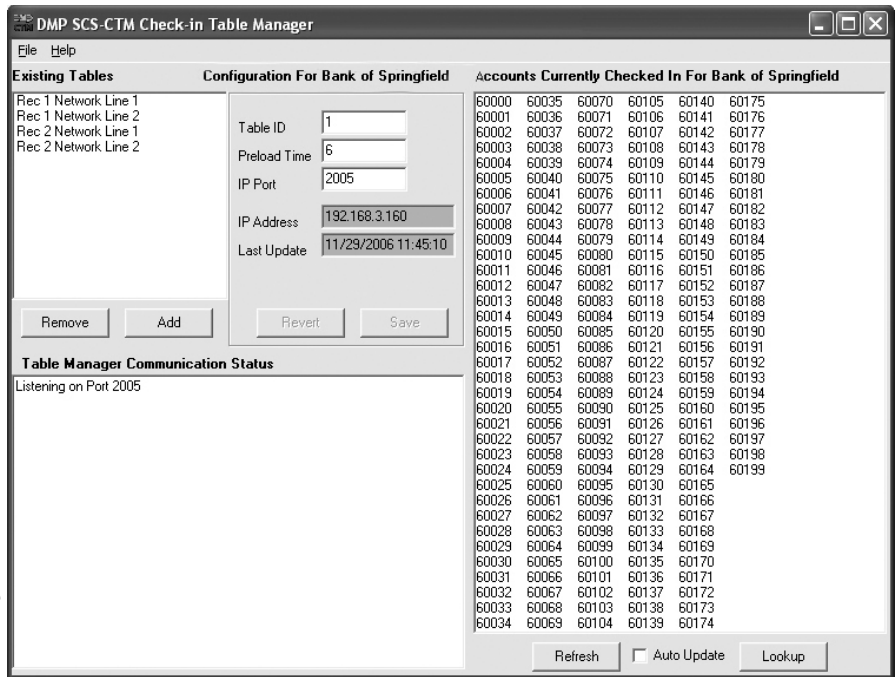 DMP SCS-CTM Check-in Table Manager
File Help
Existing Tables
Rec 1 Network Line 1
Rec 1 Network Line 2
Rec 2 Network Line 1
Rec 2 Network Line 2
Remove Add
Configuration For Bank of Springfield
Table ID 1
Preload Time 6
IP Port 2005
IP Address 192.168.3.160
Last Update 11/29/2006 11:45:10
Revert Save
Table Manager Communication Status
Listening on Port 2005
Accounts Currently Checked In For Bank of Springfield
60000 60035 60070 60105 60140 60175
60001 60036 60071 60106 60141 60176
60002 60037 60072 60107 60142 60177
60003 60038 60073 60108 60143 60178
60004 60039 60074 60109 60144 60179
60005 60040 60075 60110 60145 60180
60006 60041 60076 60111 60146 60181
60007 60042 60077 60112 60147 60182
60008 60043 60078 60113 60148 60183
60009 60044 60079 60114 60149 60184
60010 60045 60080 60115 60150 60185
60011 60046 60081 60116 60151 60186
60012 60047 60082 60117 60152 60187
60013 60048 60083 60118 60153 60188
60014 60049 60084 60119 60154 60189
60015 60050 60085 60120 60155 60190
60016 60051 60086 60121 60156 60191
60017 60052 60087 60122 60157 60192
60018 60053 60088 60123 60158 60193
60019 60054 60089 60124 60159 60194
60020 60055 60090 60125 60160 60195
60021 60056 60091 60126 60161 60196
60022 60057 60092 60127 60162 60197
60023 60058 60093 60128 60163 60198
60024 60059 60094 60129 60164 60199
60025 60060 60095 60130 60165
60026 60061 60096 60131 60166
60027 60062 60097 60132 60167
60028 60063 60098 60133 60168
60029 60064 60099 60134 60169
60030 60065 60100 60135 60170
60031 60066 60101 60136 60171
60032 60067 60102 60137 60172
60033 60068 60103 60138 60173
60034 60069 60104 60139 60174
Refresh Auto Update Lookup